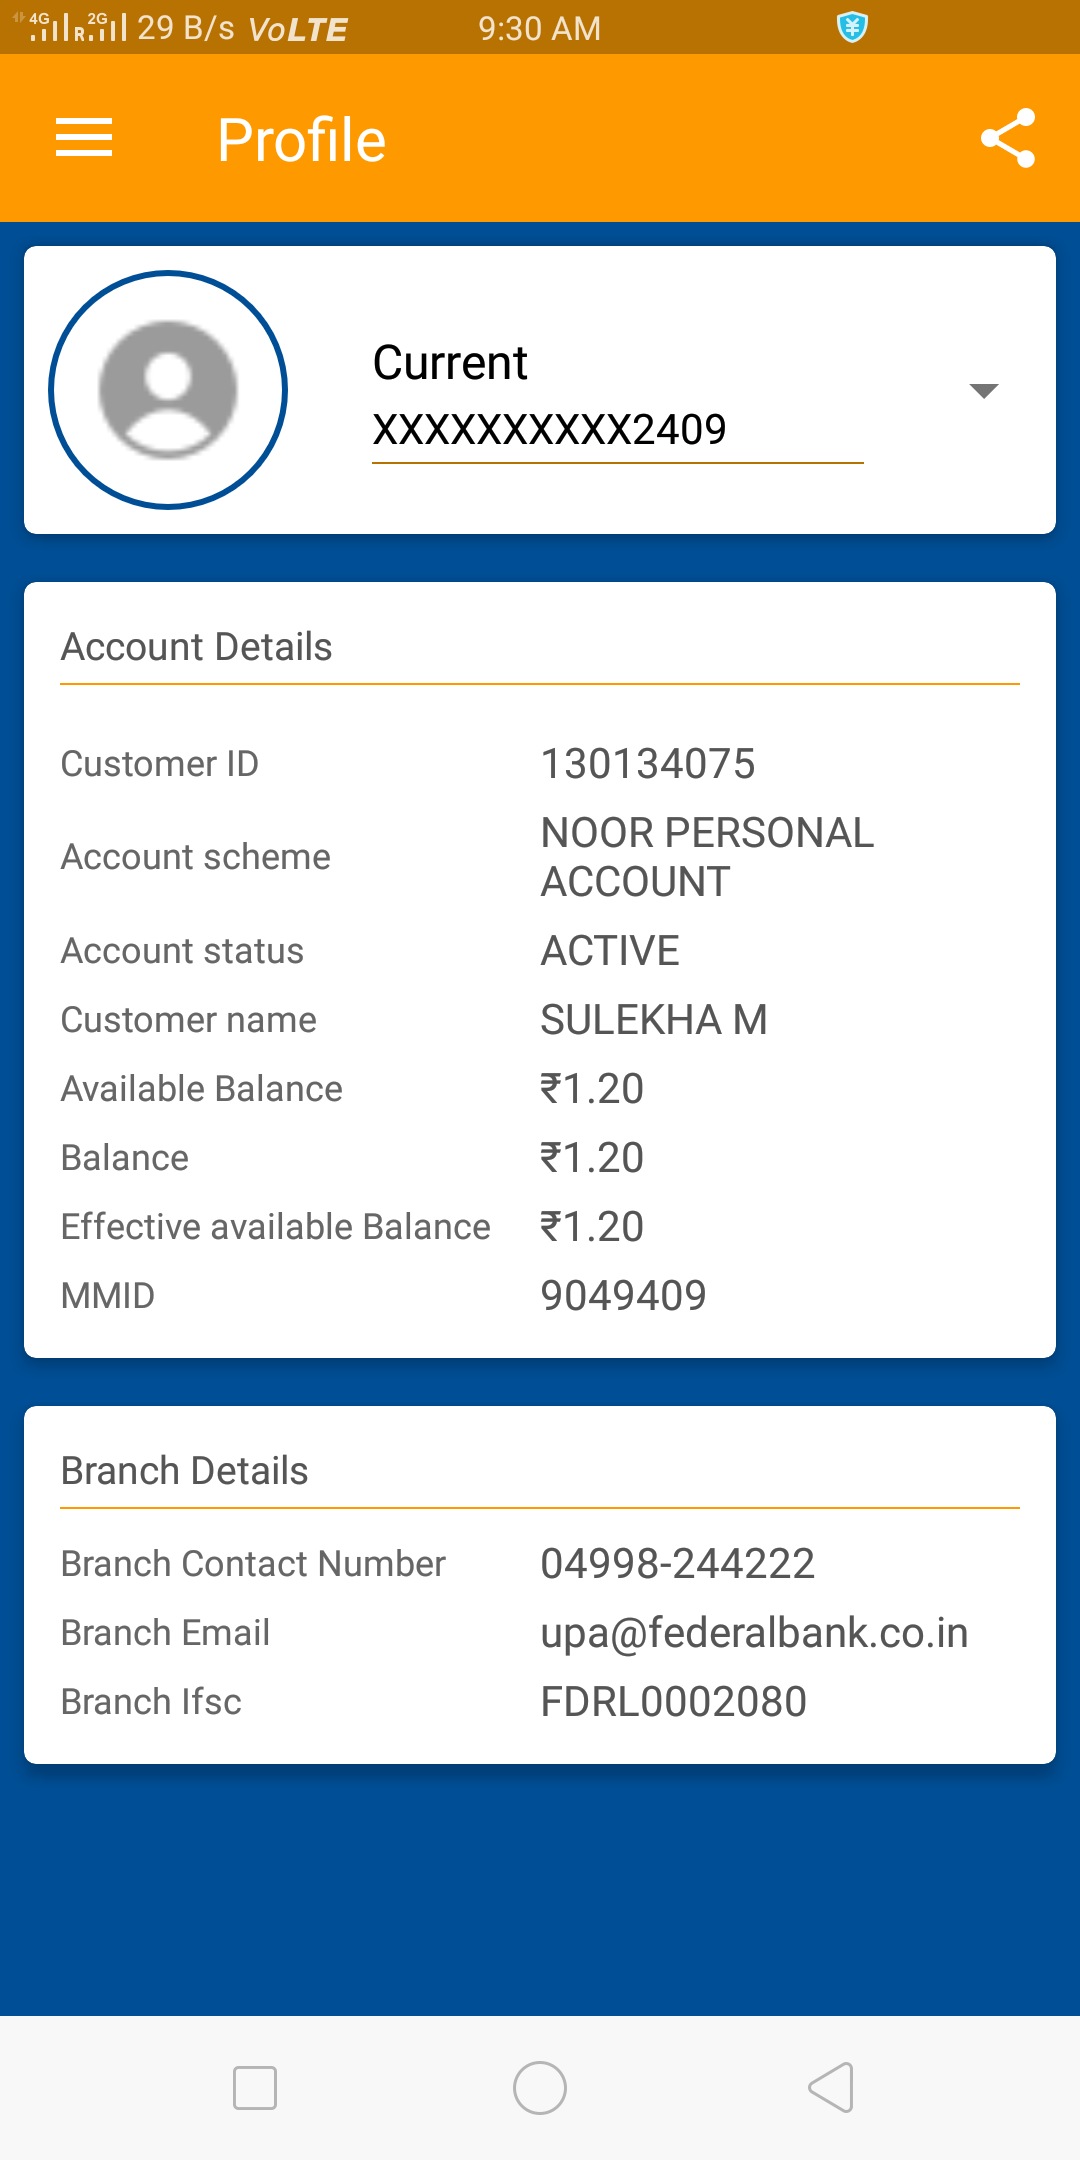 4G R 2G 29 B/s VoLTE 9:30 AM
Profile
Current
XXXXXXXXXX2409
Account Details
Customer ID 130134075
Account scheme NOOR PERSONAL ACCOUNT
Account status ACTIVE
Customer name SULEKHA M
Available Balance ₹1.20
Balance ₹1.20
Effective available Balance ₹1.20
MMID 9049409
Branch Details
Branch Contact Number 04998-244222
Branch Email upa@federalbank.co.in
Branch Ifsc FDRL0002080